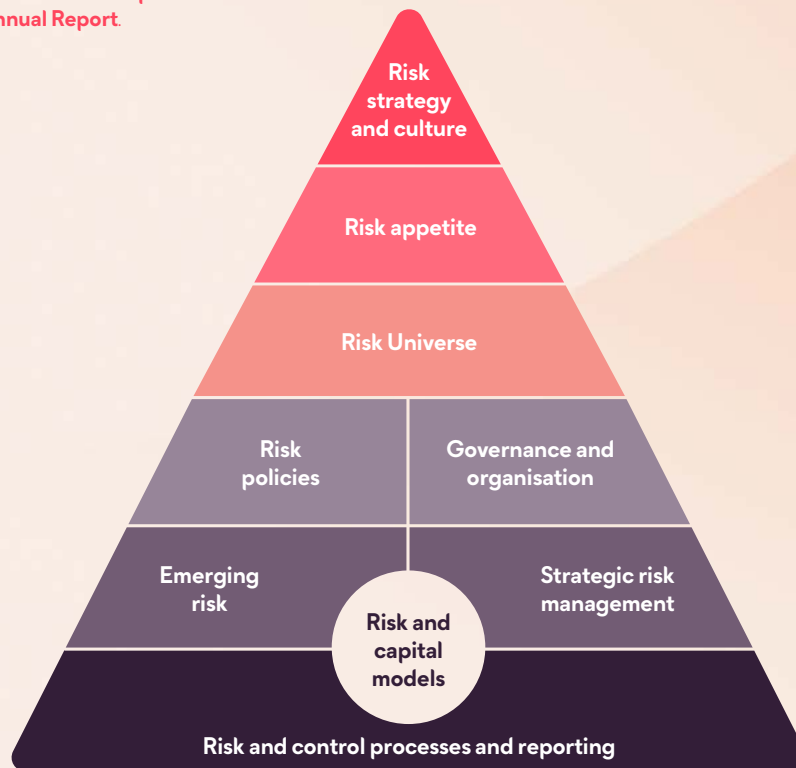 nnual Report.
Risk
strategy
and culture
Risk appetite
Risk Universe
Risk
policies
Governance and
organisation
Emerging
risk
Strategic risk
management
Risk and
capital
models
Risk and control processes and reporting